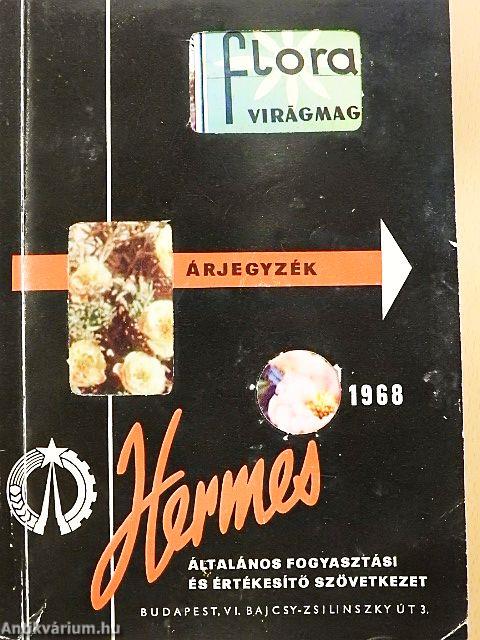 flora
VIRÁGMAG
ÁRJEGYZÉK
1968
Hermes
ÁLTALÁNOS FOGYASZTÁSI
ÉS ÉRTÉKESÍTŐ SZÖVETKEZET
BUDAPEST, VI. BAJCSY-ZSILINSZKY ÚT 3.
Antikvárium.hu